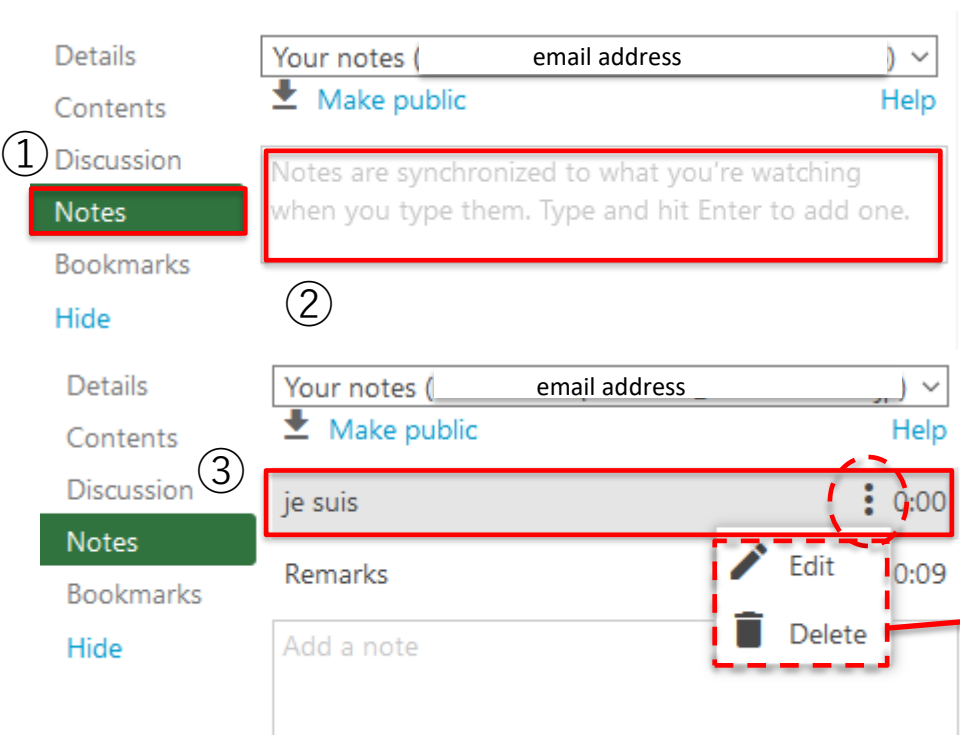 Details
Your notes ( email address )
Contents
Make public
Help
①
Discussion
Notes are synchronized to what you're watching
when you type them. Type and hit Enter to add one.
Notes
Bookmarks
②
Hide
Details
Your notes ( email address )
Contents
Make public
Help
③
Discussion
je suis
0:00
Notes
Remarks
Edit
0:09
Bookmarks
Hide
Add a note
Delete